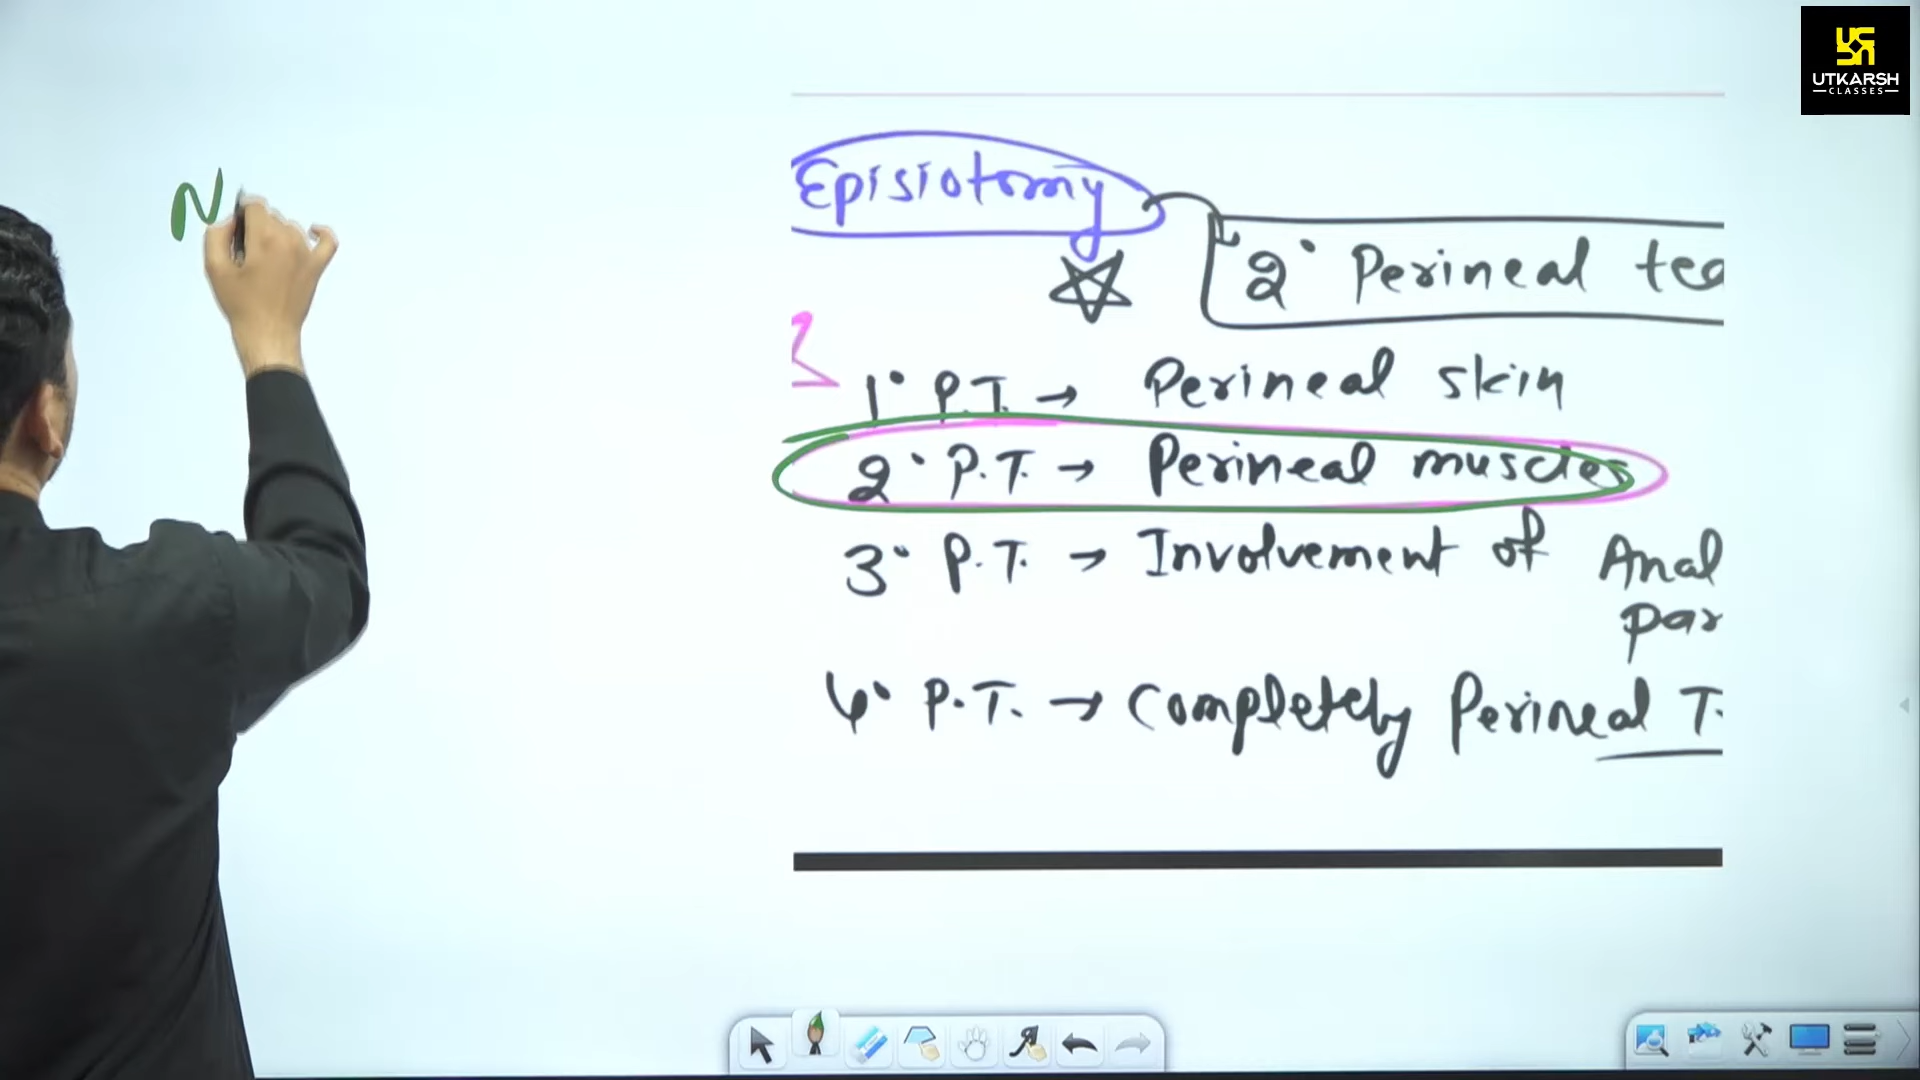 UTKARSH
CLASSES
Episiotomy
2° Perineal tea
1° P.T. → Perineal skin
2° P.T. → Perineal muscles
3° P.T. → Involvement of Anal
par
4° P.T. → Completely Perineal T.
N